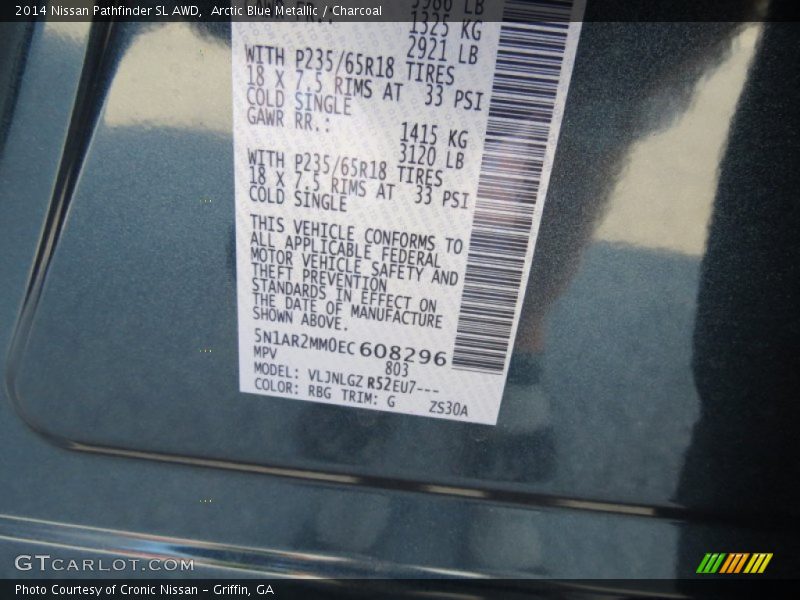 2014 Nissan Pathfinder SL AWD, Arctic Blue Metallic / Charcoal
1325 KG
2921 LB
WITH P235/65R18 TIRES
18 X 7.5 RIMS AT 33 PSI
COLD SINGLE
GAWR RR.:
1415 KG
3120 LB
WITH P235/65R18 TIRES
18 X 7.5 RIMS AT 33 PSI
COLD SINGLE
THIS VEHICLE CONFORMS TO
ALL APPLICABLE FEDERAL
MOTOR VEHICLE SAFETY AND
THEFT PREVENTION
STANDARDS IN EFFECT ON
THE DATE OF MANUFACTURE
SHOWN ABOVE.
5N1AR2MM0EC608296
MPV 803
MODEL: VLJNLGZ R52EU7---
COLOR: RBG TRIM: G ZS30A
GTCARLOT.COM
Photo Courtesy of Cronic Nissan – Griffin, GA